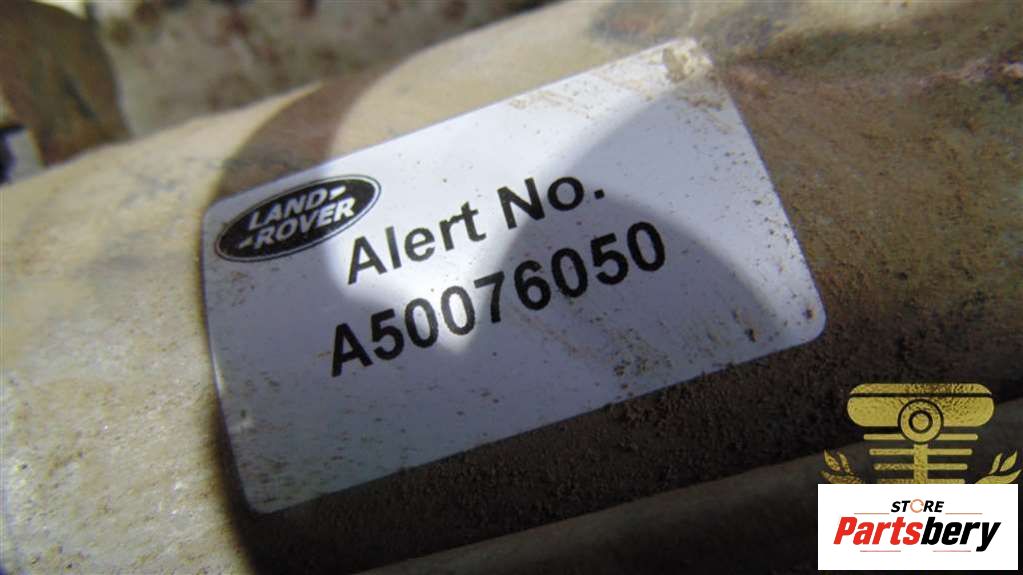 LAND-
-ROVER
Alert No.
A50076050
STORE
Partsbery